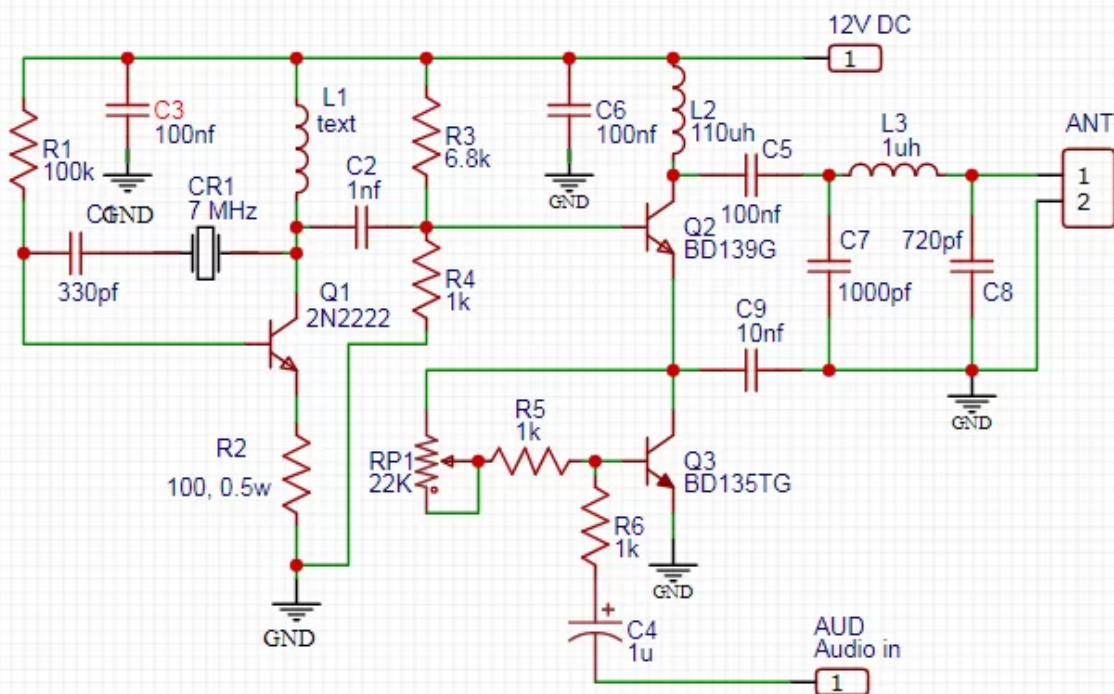 12V DC
1
C3
100nf
L1
text
R3
6.8k
C6
100nf
L2
110uh
R1
100k
GND
CR1
7 MHz
C2
1nf
GND
C5
100nf
L3
1uh
ANT
1
2
330pf
Q2
BD139G
C7
1000pf
720pf
C8
R4
1k
Q1
2N2222
C9
10nf
GND
R2
100, 0.5w
RP1
22K
R5
1k
Q3
BD135TG
R6
1k
GND
GND
+
C4
1u
AUD
Audio in
1